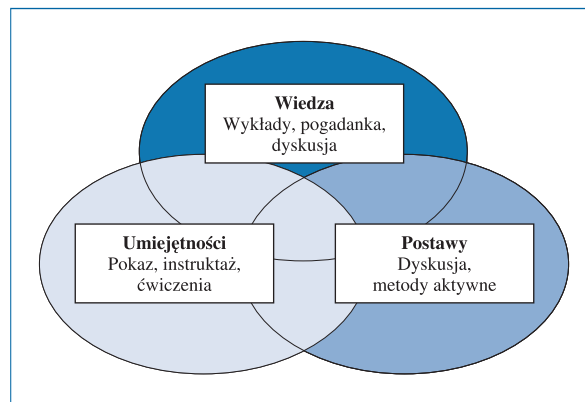 Wiedza
Wykłady, pogadanka,
dyskusja
Umiejętności
Pokaz, instruktaż,
ćwiczenia
Postawy
Dyskusja,
metody aktywne